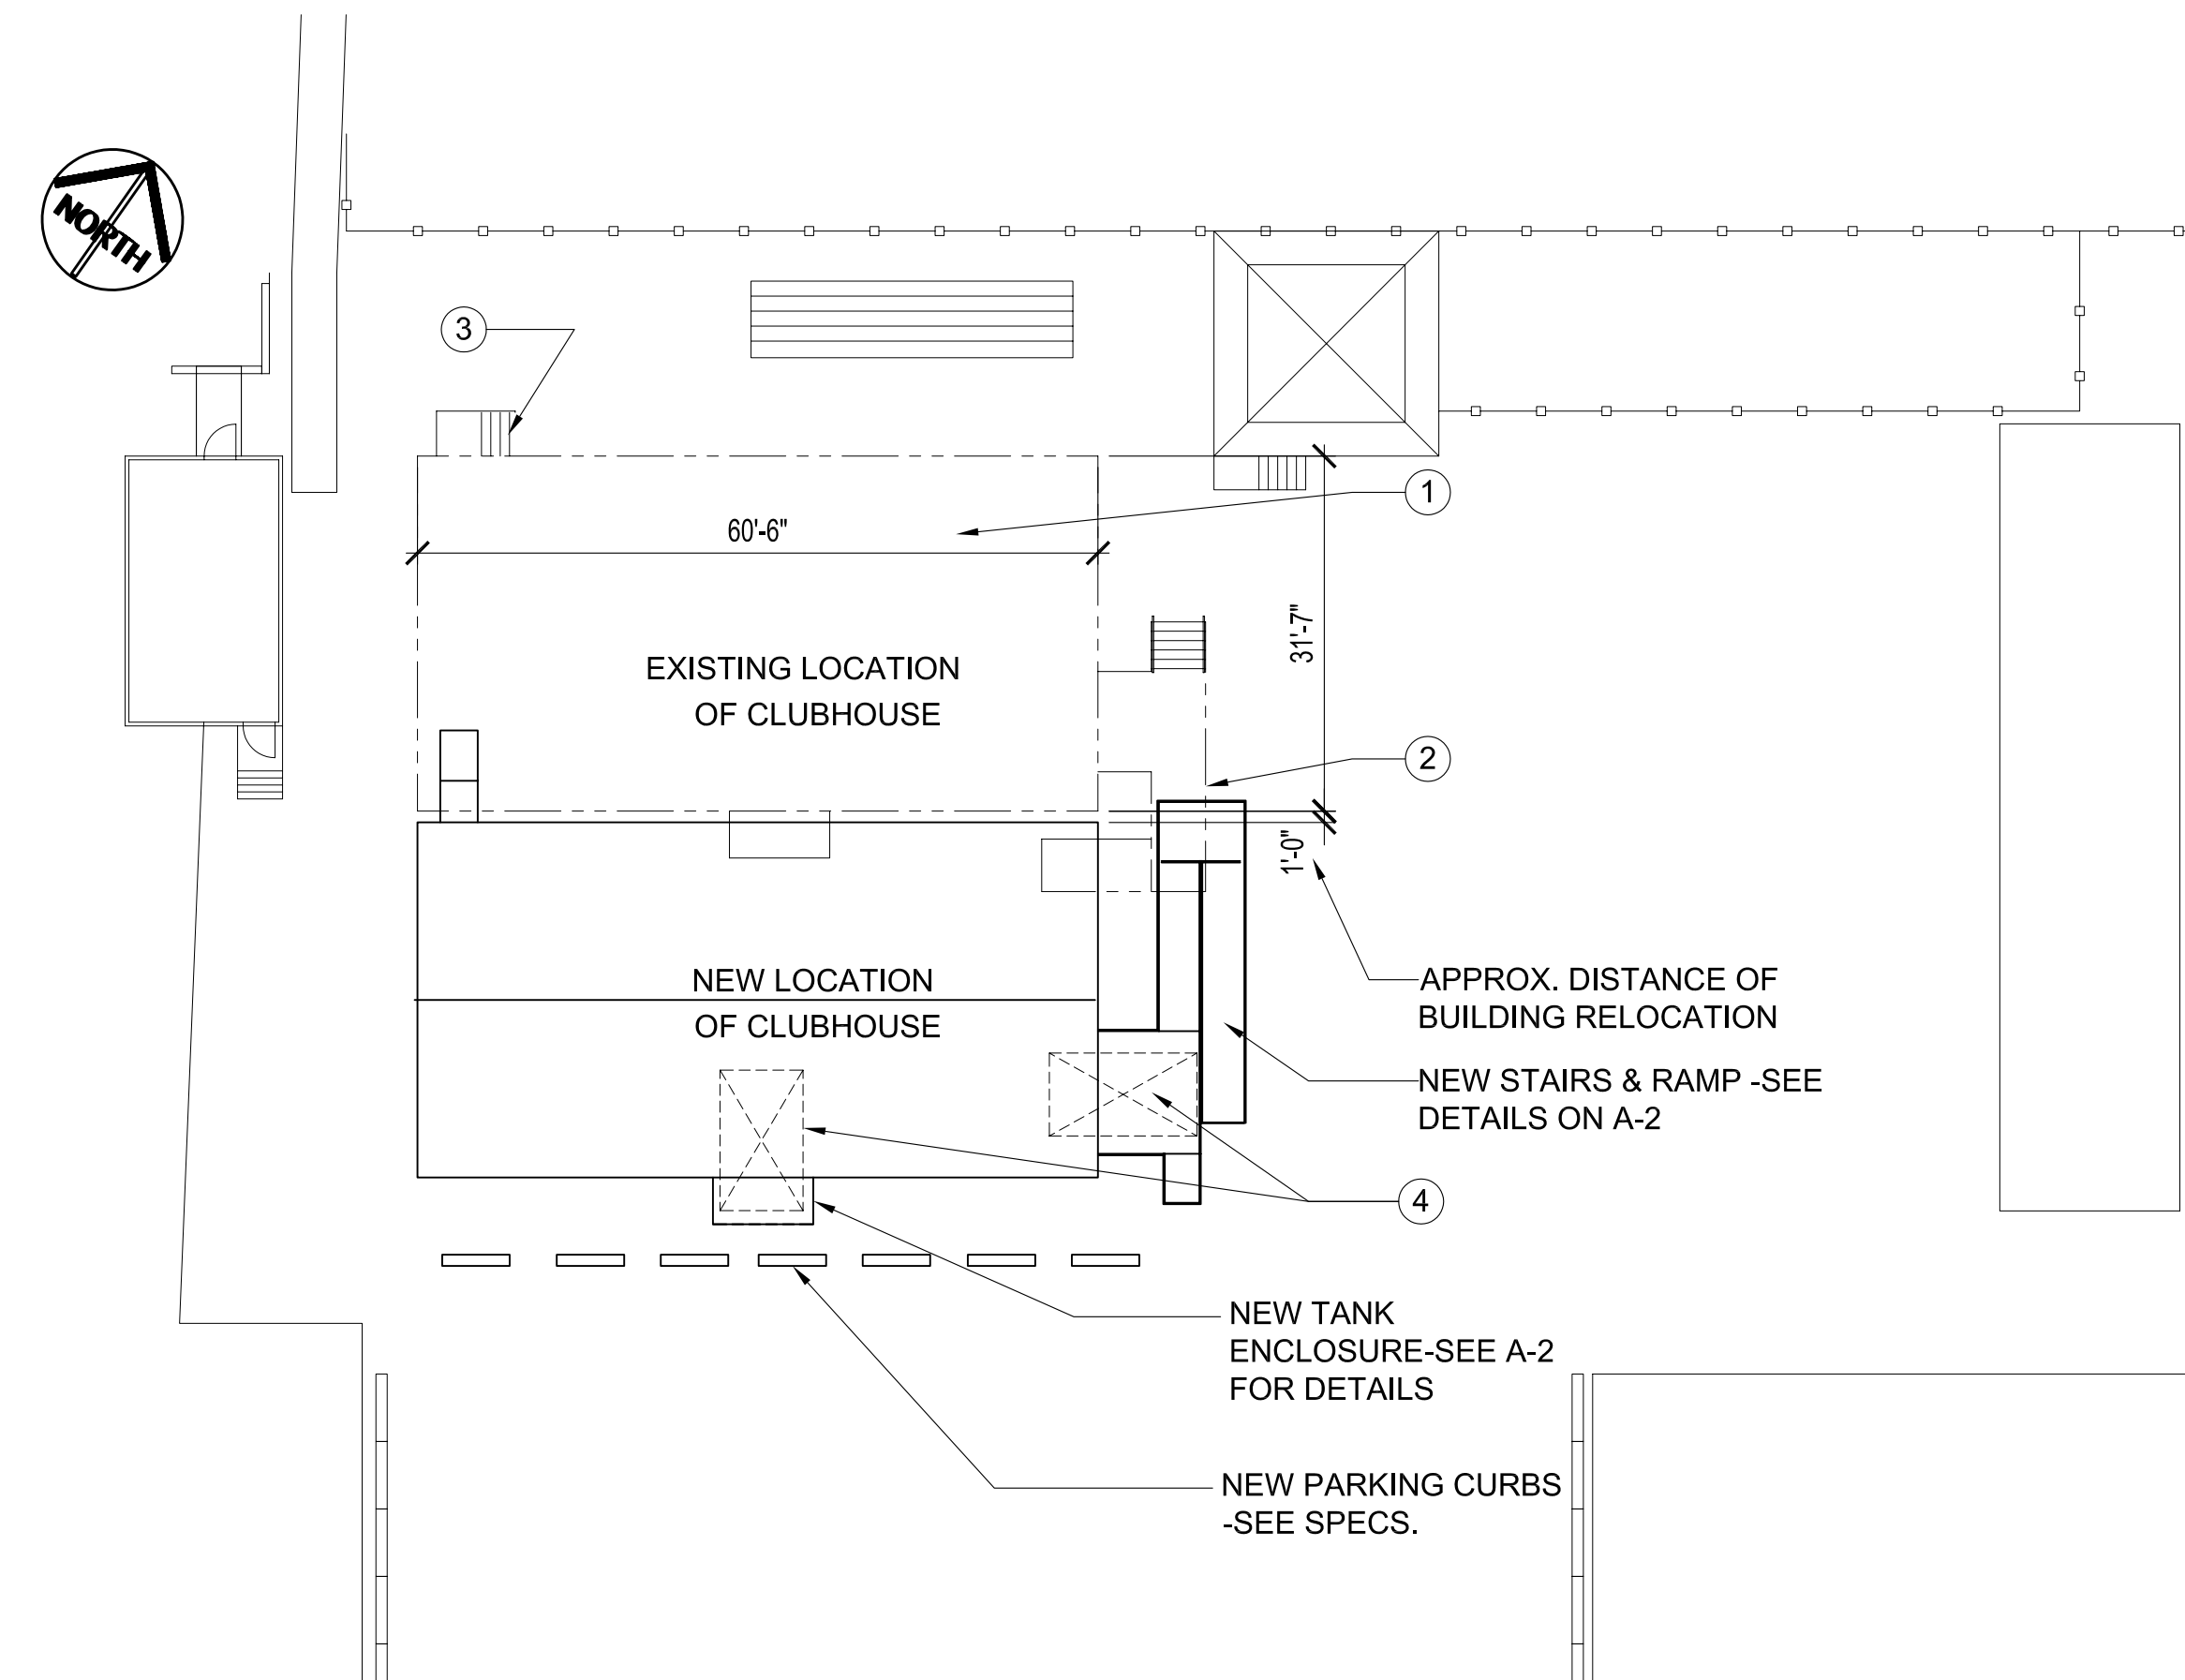 NORTH
3
1
60'-6"
31'-7"
EXISTING LOCATION
OF CLUBHOUSE
2
1'-0"
NEW LOCATION
OF CLUBHOUSE
APPROX. DISTANCE OF
BUILDING RELOCATION
NEW STAIRS & RAMP -SEE
DETAILS ON A-2
4
NEW TANK
ENCLOSURE-SEE A-2
FOR DETAILS
NEW PARKING CURBS
-SEE SPECS.